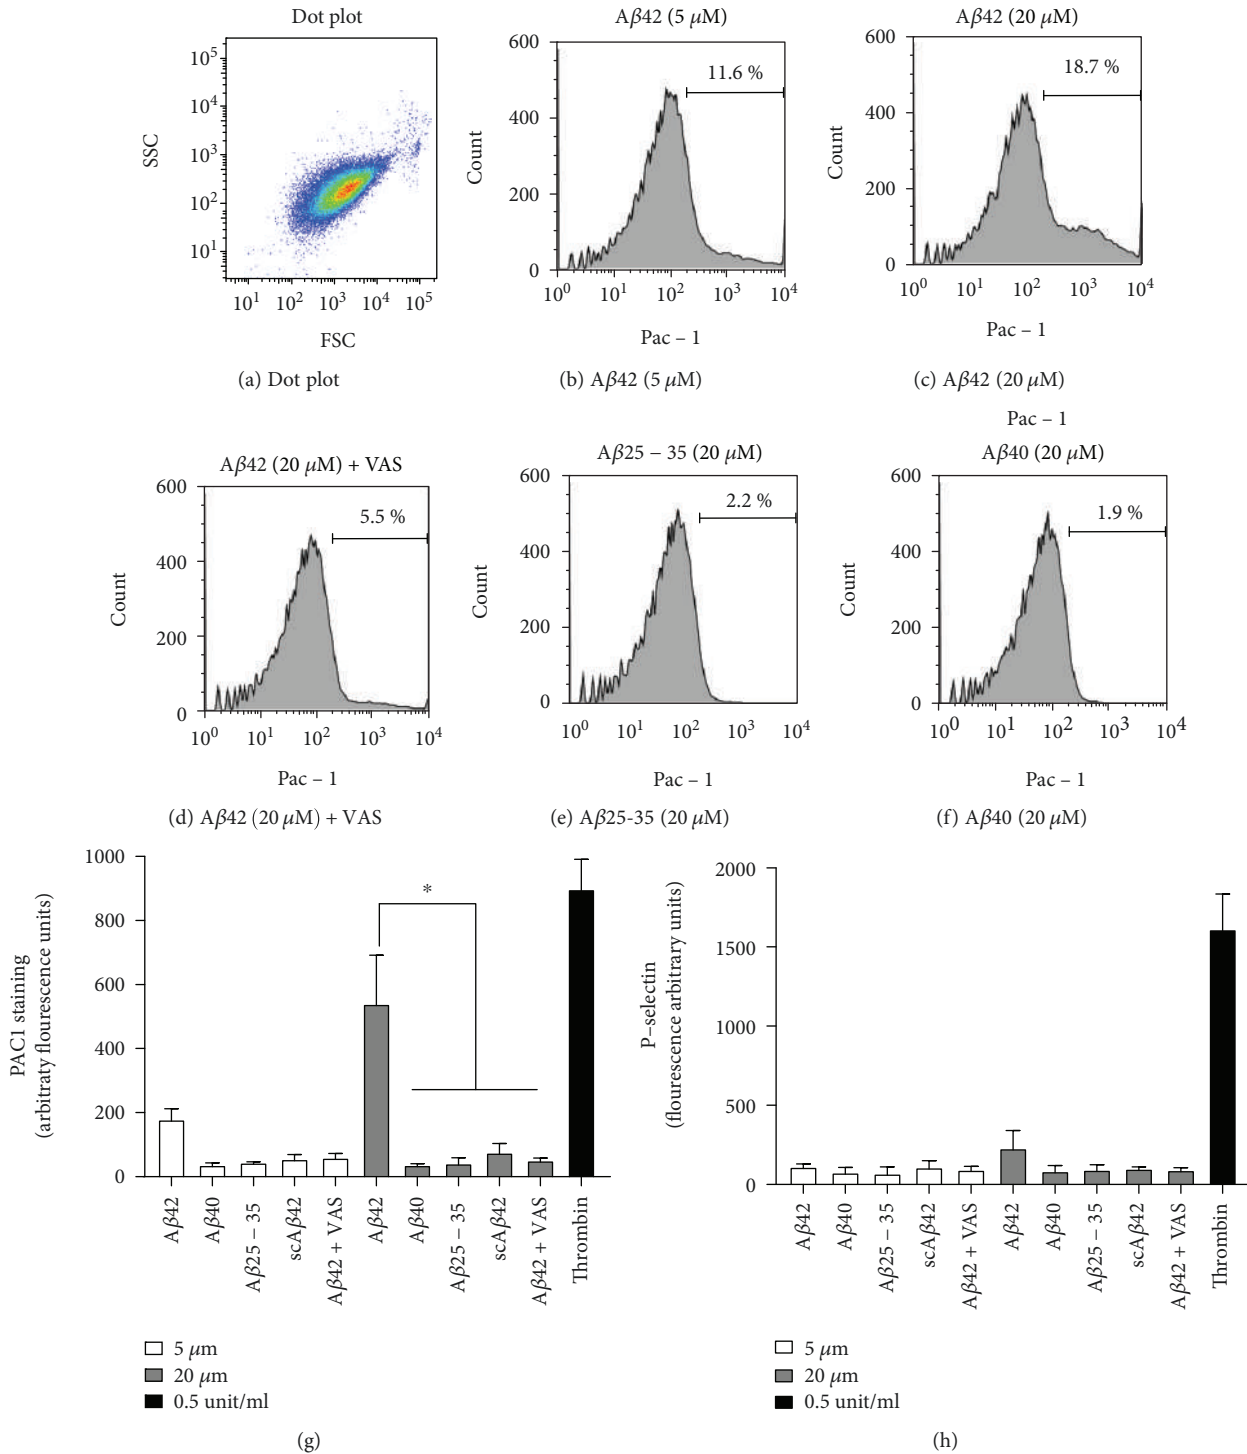 Dot plot
Aβ42 (5 μM)
Aβ42 (20 μM)
10^5
10^4
10^3
10^2
10^1
SSC
10^1 10^2 10^3 10^4 10^5
FSC
600
400
200
0
Count
11.6 %
10^0 10^1 10^2 10^3 10^4
Pac – 1
600
400
200
0
Count
18.7 %
10^0 10^1 10^2 10^3 10^4
Pac – 1
(a) Dot plot
(b) Aβ42 (5 μM)
(c) Aβ42 (20 μM)
Pac – 1
Aβ42 (20 μM) + VAS
Aβ25 – 35 (20 μM)
Aβ40 (20 μM)
600
400
200
0
Count
5.5 %
10^0 10^1 10^2 10^3 10^4
Pac – 1
600
400
200
0
Count
2.2 %
10^0 10^1 10^2 10^3 10^4
Pac – 1
600
400
200
0
Count
1.9 %
10^0 10^1 10^2 10^3 10^4
Pac – 1
(d) Aβ42 (20 μM) + VAS
(e) Aβ25-35 (20 μM)
(f) Aβ40 (20 μM)
1000
800
600
400
200
0
PAC1 staining
(arbitraty flourescence units)
*
Aβ42
Aβ40
Aβ25 – 35
scAβ42
Aβ42 + VAS
Aβ42
Aβ40
Aβ25 – 35
scAβ42
Aβ42 + VAS
Thrombin
5 μm
20 μm
0.5 unit/ml
(g)
2000
1500
1000
500
0
P–selectin
(flourescence arbitrary units)
Aβ42
Aβ40
Aβ25 – 35
scAβ42
Aβ42 + VAS
Aβ42
Aβ40
Aβ25 – 35
scAβ42
Aβ42 + VAS
Thrombin
5 μm
20 μm
0.5 unit/ml
(h)